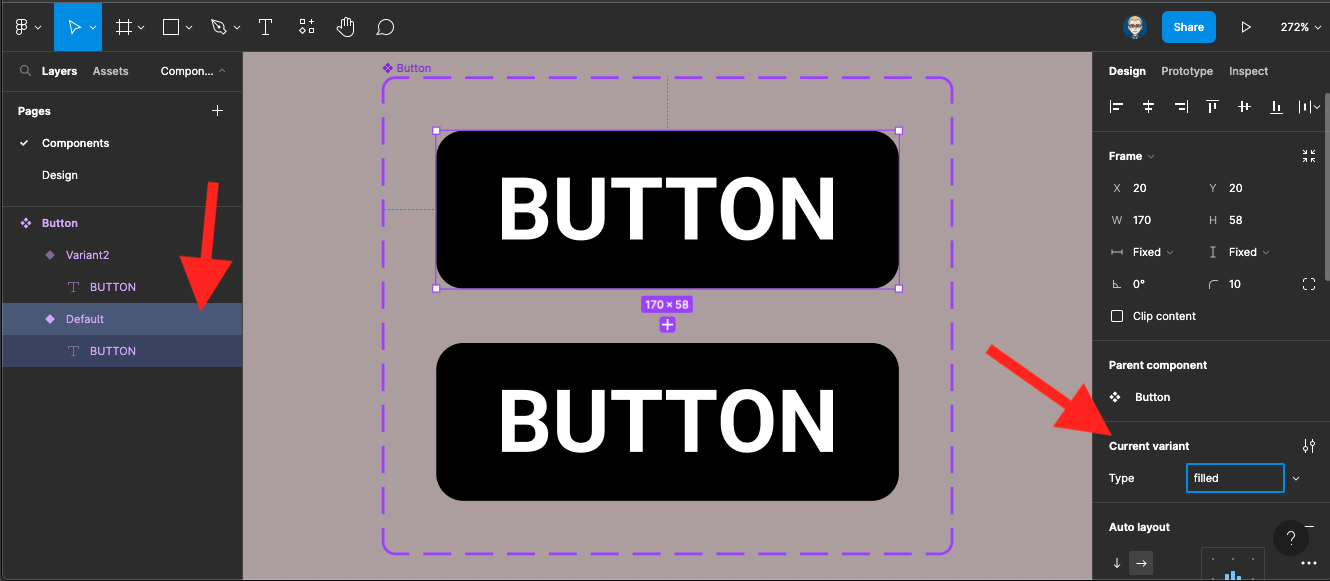 Share
272%
Layers
Assets
Compon...
Pages
Components
Design
Button
Variant2
BUTTON
Default
BUTTON
Button
BUTTON
170 × 58
BUTTON
Design
Prototype
Inspect
Frame
X 20
Y 20
W 170
H 58
Fixed
Fixed
0°
10
Clip content
Parent component
Button
Current variant
Type
filled
Auto layout
?